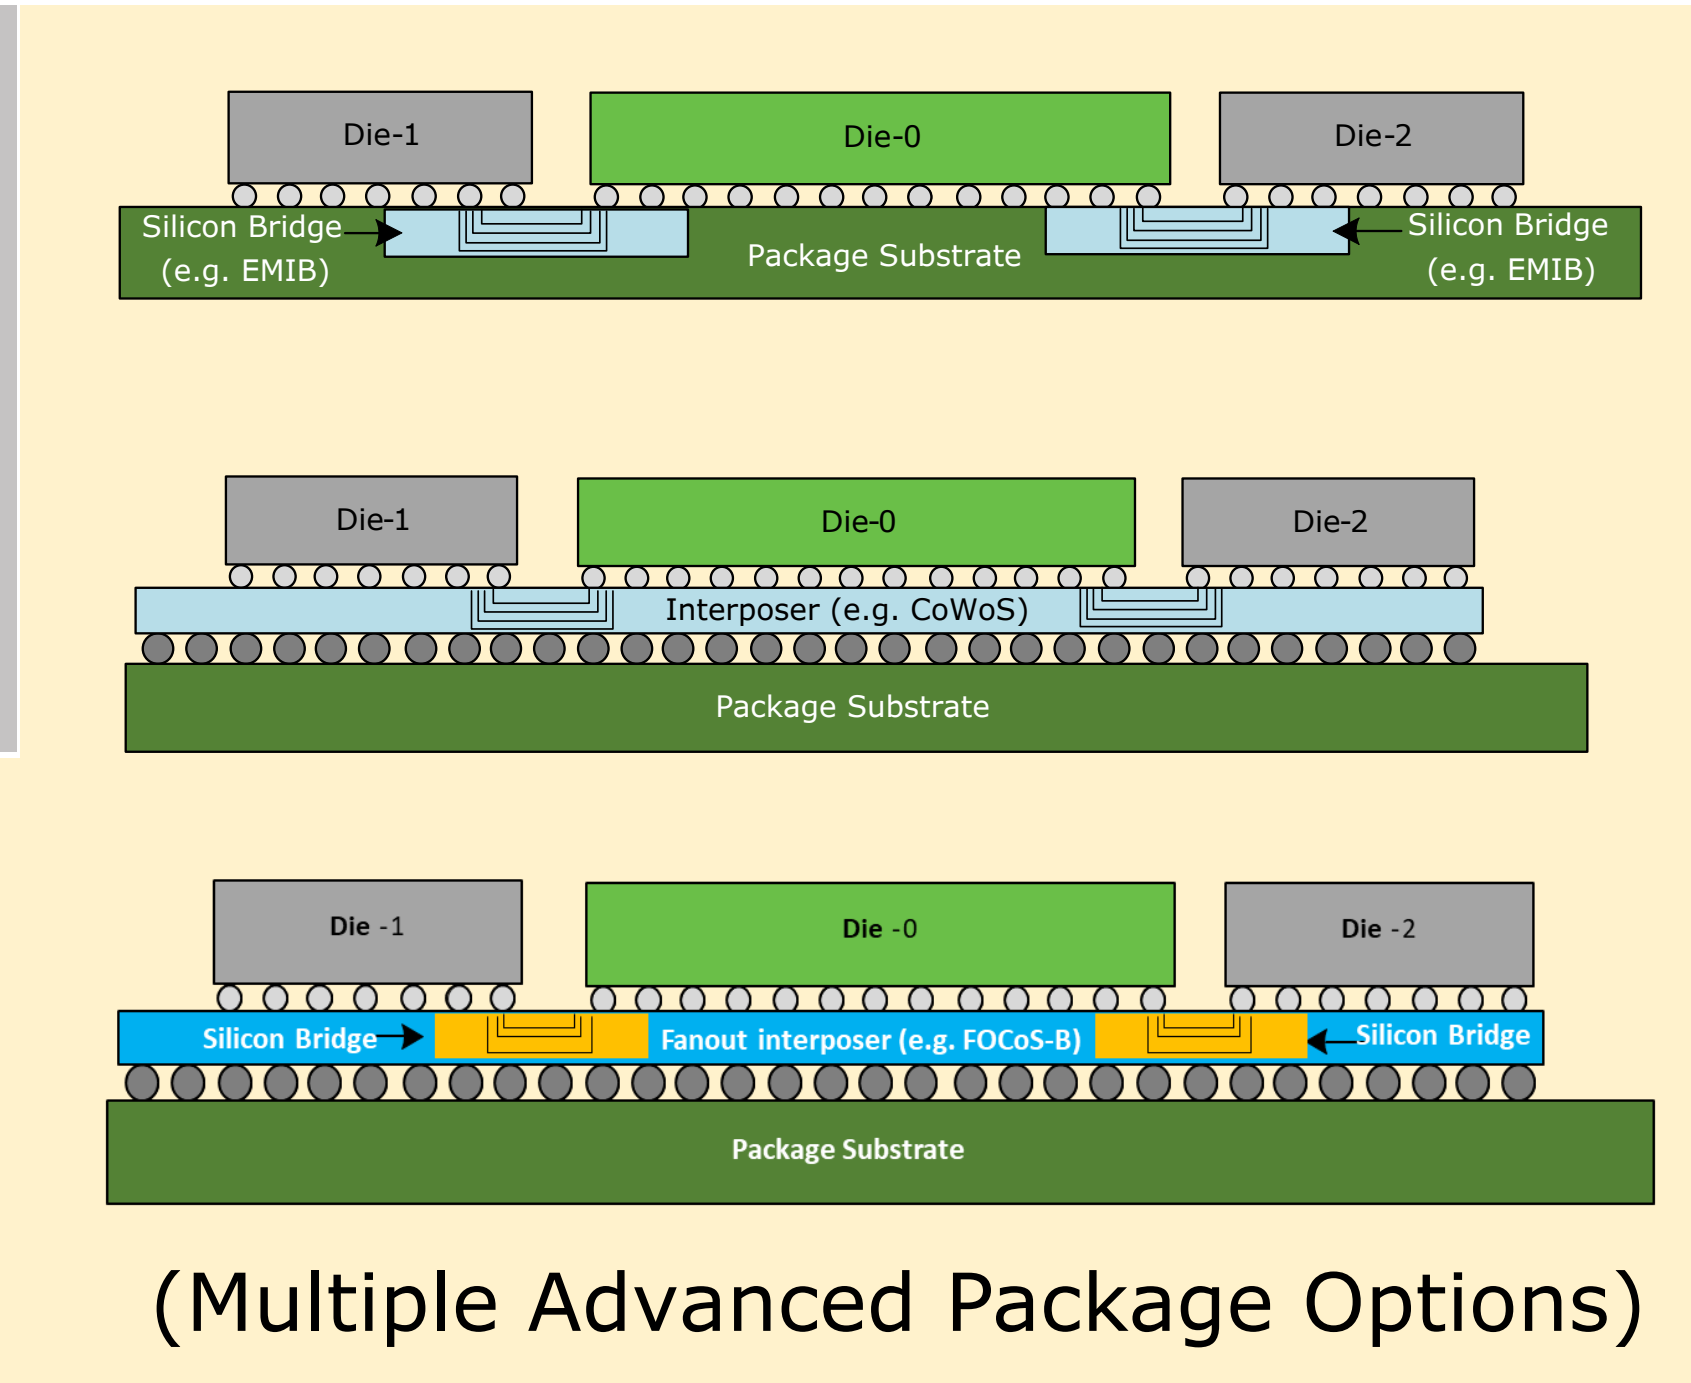 Die-1
Die-0
Die-2
Silicon Bridge
(e.g. EMIB)
Package Substrate
Silicon Bridge
(e.g. EMIB)
Die-1
Die-0
Die-2
Interposer (e.g. CoWoS)
Package Substrate
Die -1
Die -0
Die -2
Silicon Bridge
Fanout interposer (e.g. FOCoS-B)
Silicon Bridge
Package Substrate
(Multiple Advanced Package Options)